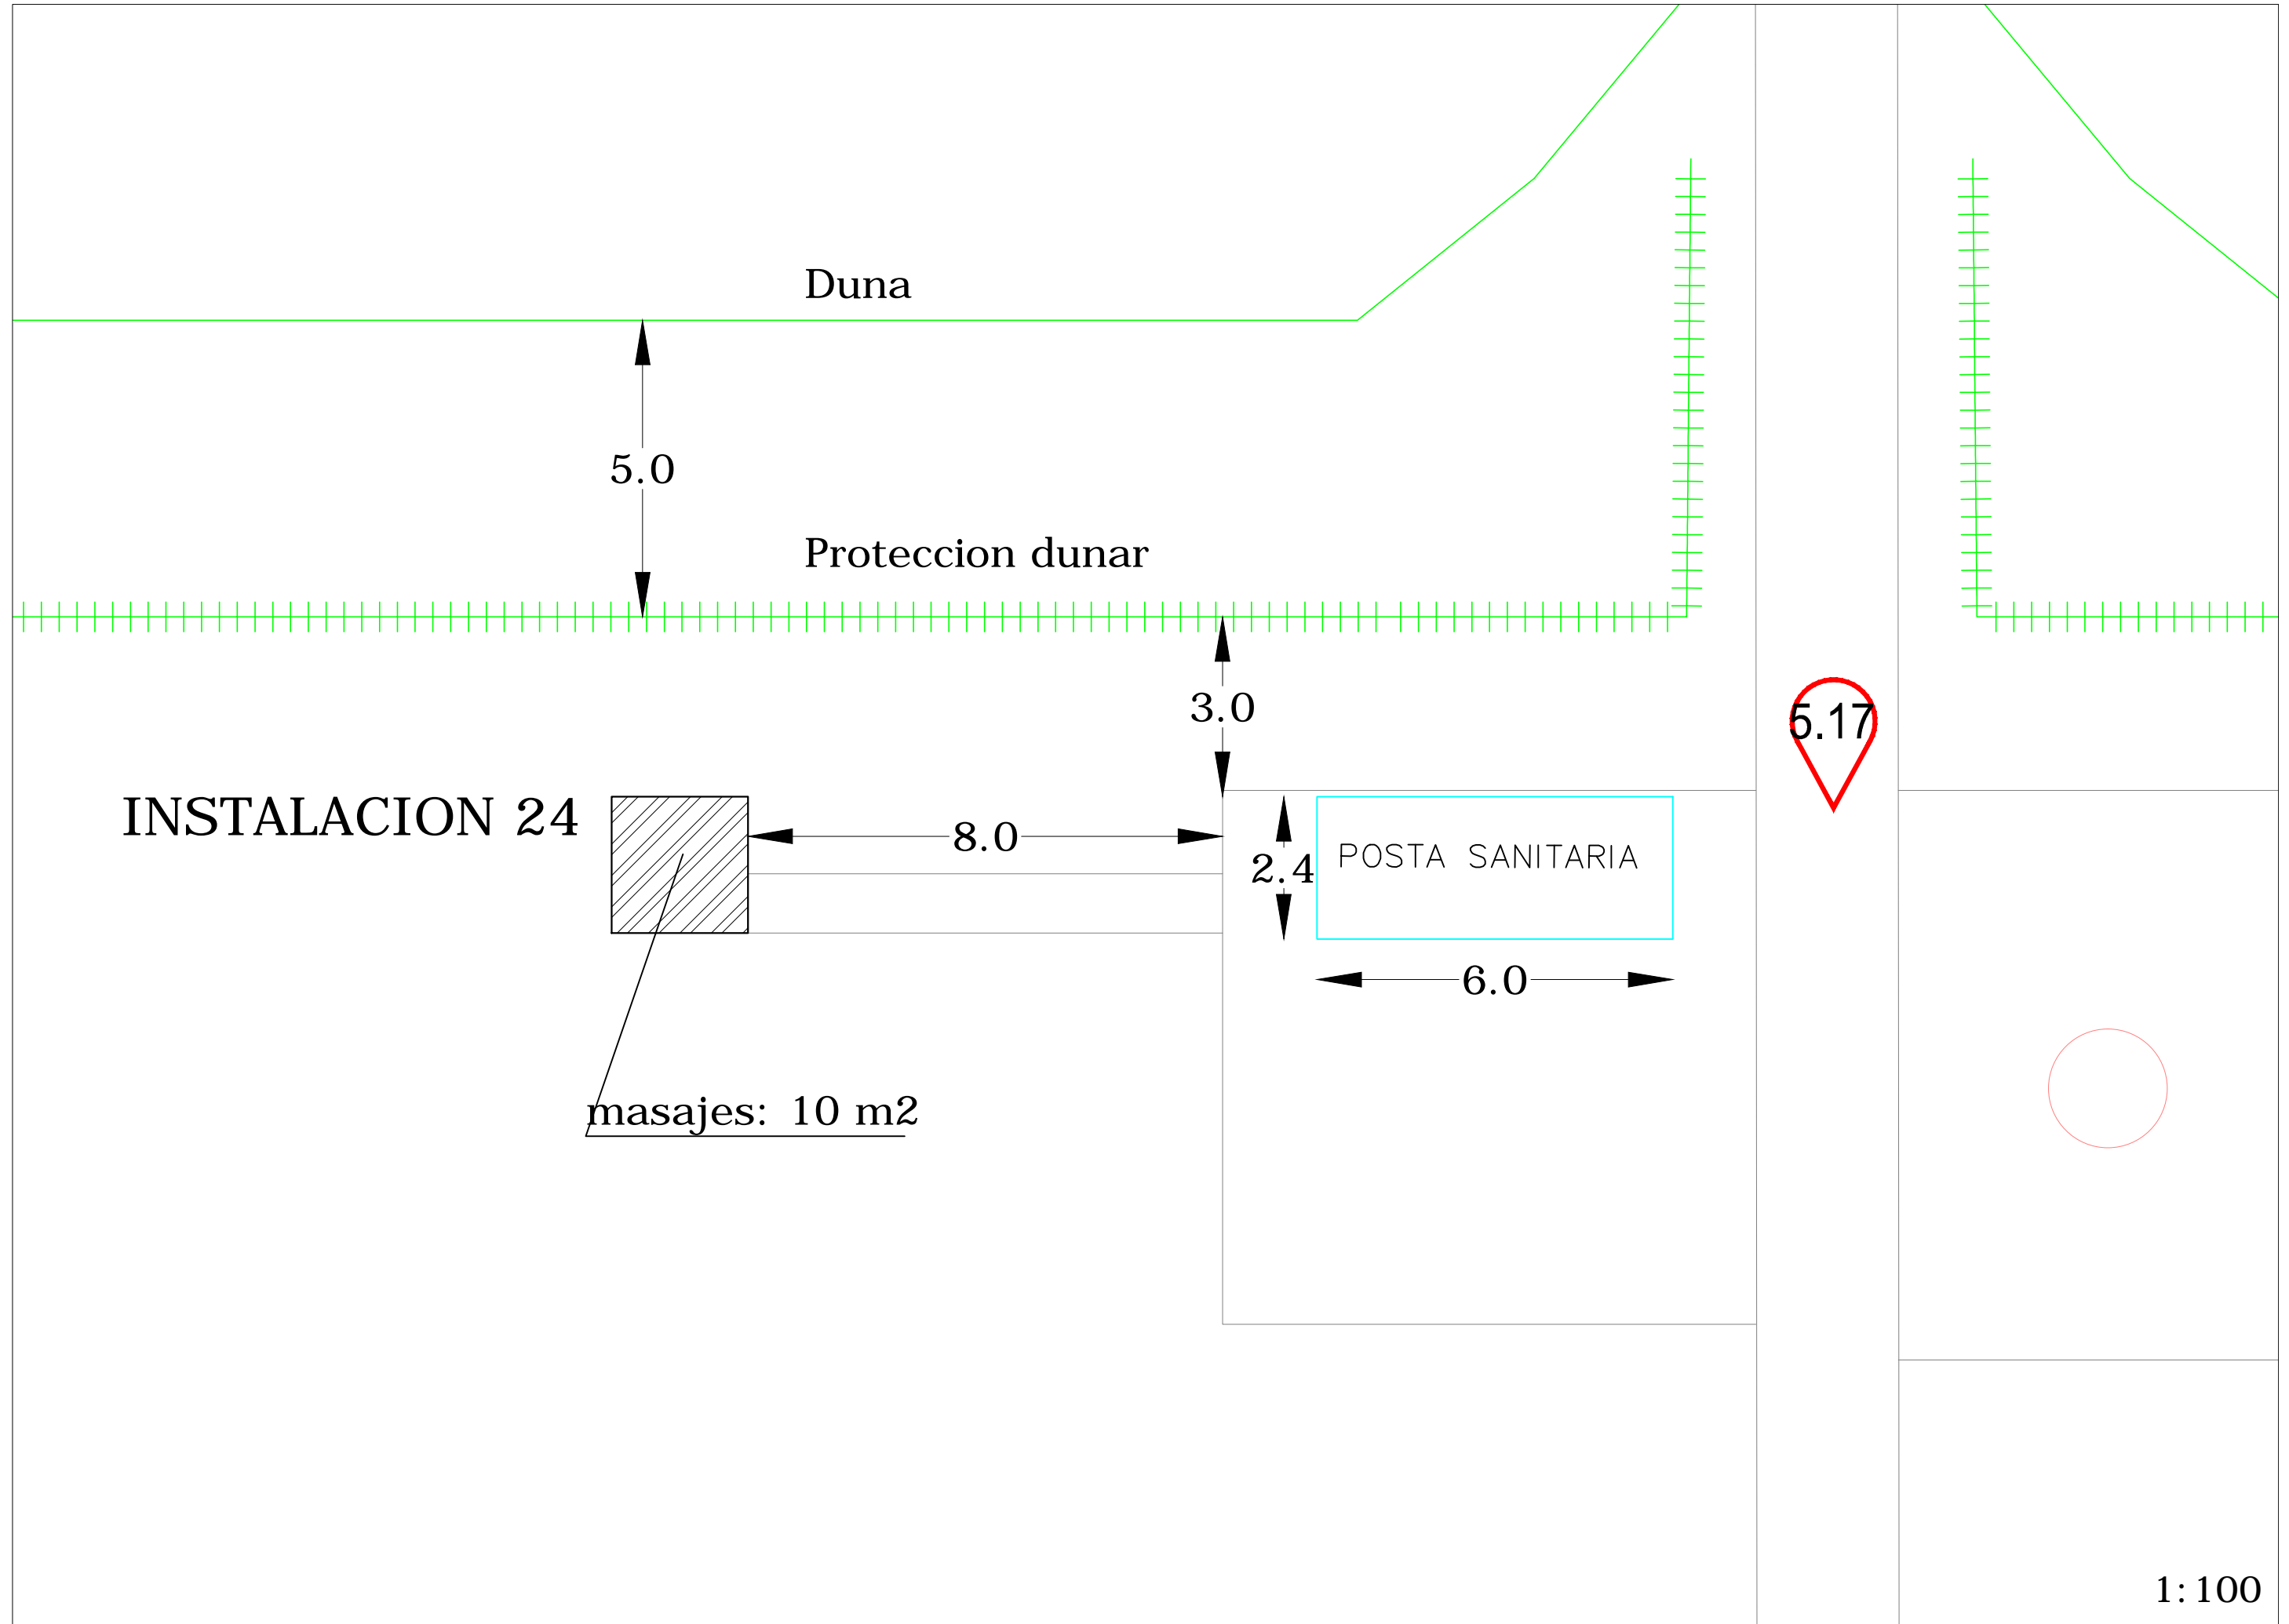 Duna
5.0
Proteccion dunar
3.0
5.17
INSTALACION 24
8.0
2.4
POSTA SANITARIA
6.0
masajes: 10 m2
1:100